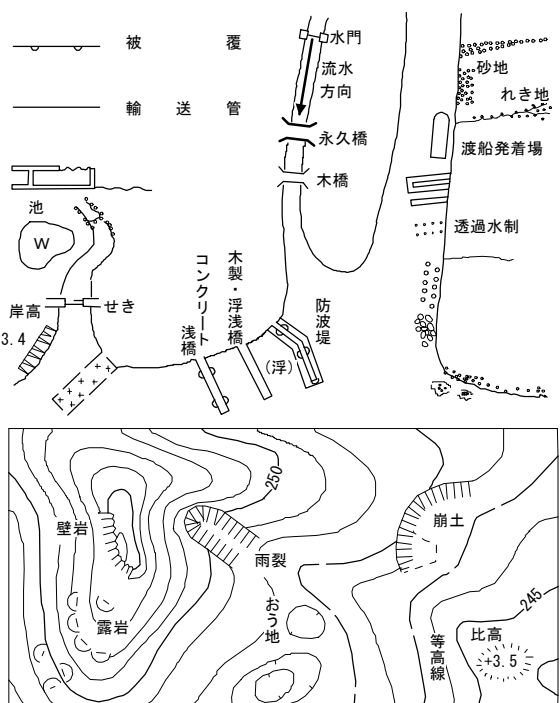 被覆
輸送管
水門
流水
方向
永久橋
木橋
砂地
れき地
渡船発着場
透過水制
池
W
岸高
3.4
せき
コンクリート
浅橋
木製・浮浅橋
防波堤
(浮)
250
壁岩
雨裂
崩土
露岩
おう地
等高線
245
比高
+3.5